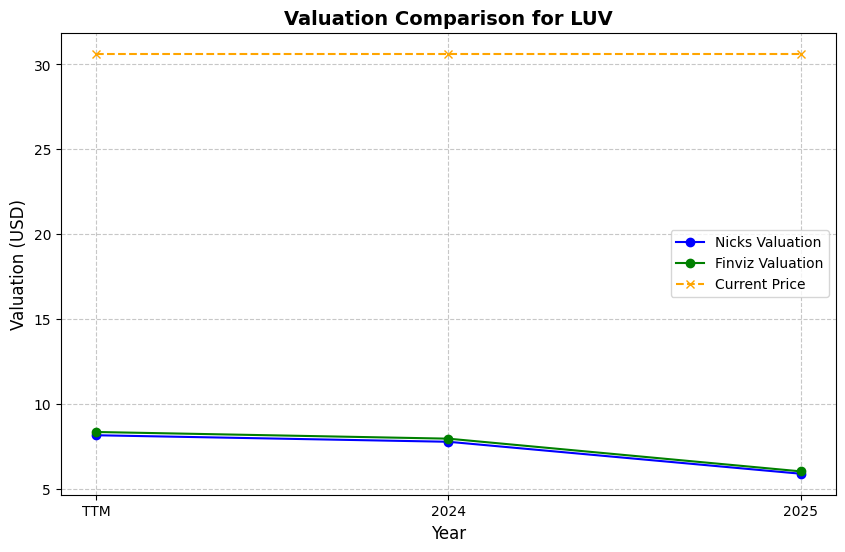 Valuation Comparison for LUV
Valuation (USD)
30
25
20
15
10
5
Nicks Valuation
Finviz Valuation
Current Price
TTM
2024
2025
Year